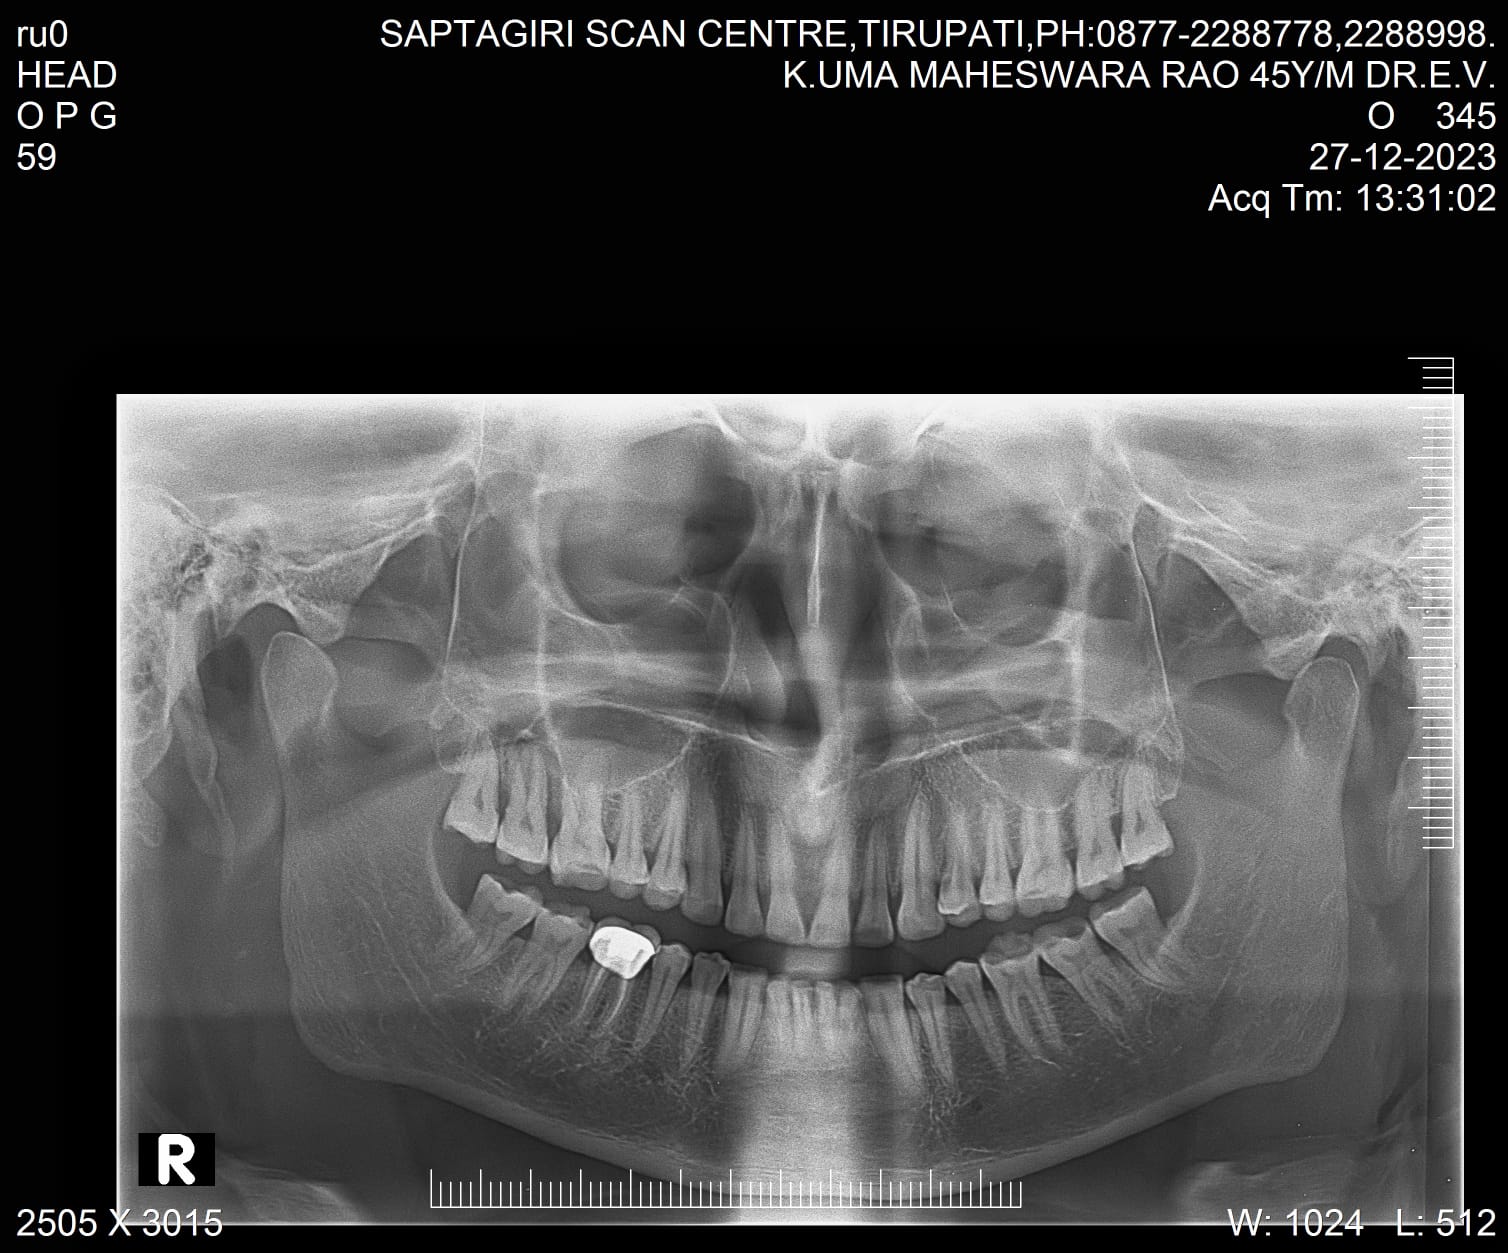 ru0
HEAD
O P G
59
SAPTAGIRI SCAN CENTRE,TIRUPATI,PH:0877-2288778,2288998.
K.UMA MAHESWARA RAO 45Y/M DR.E.V.
O 345
27-12-2023
Acq Tm: 13:31:02
R
2505 X 3015
W: 1024 L: 512